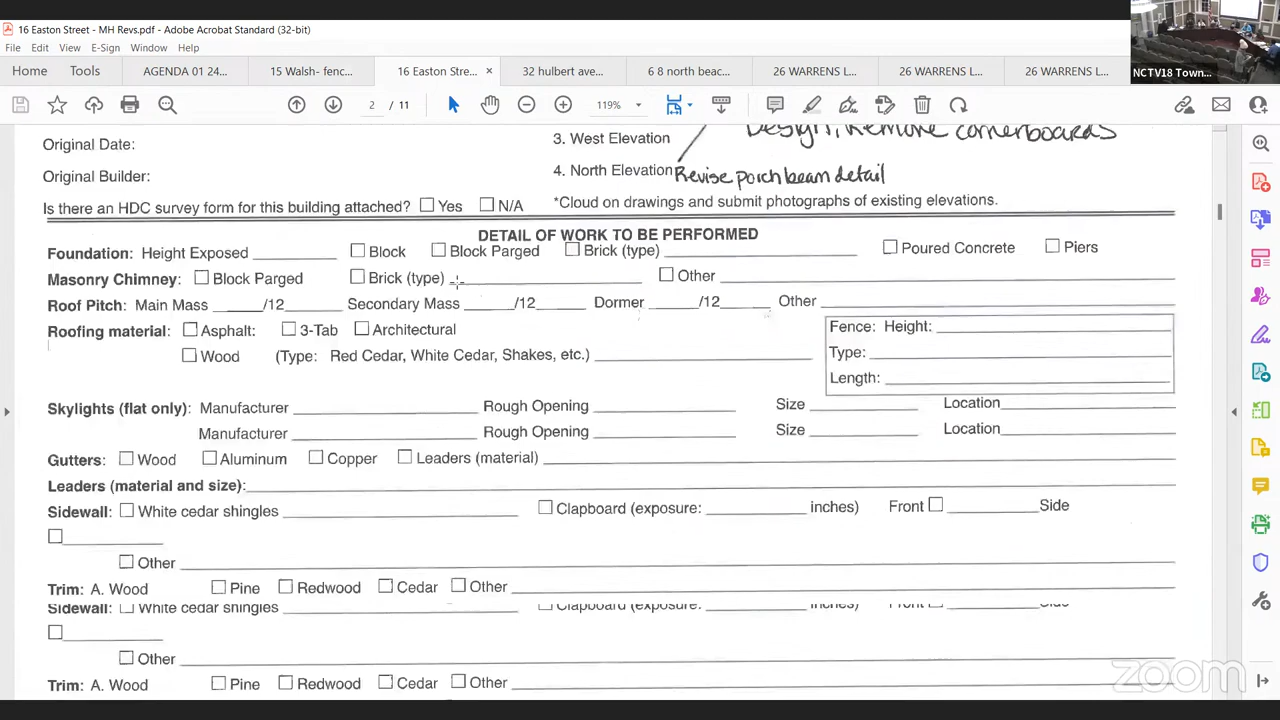 16 Easton Street - MH Revs.pdf - Adobe Acrobat Standard (32-bit)
File Edit View E-Sign Window Help
Home Tools AGENDA 01 24... 15 Walsh- fenc... 16 Easton Stre... × 32 hulbert ave... 6 8 north beac... 26 WARRENS L... 26 WARRENS L... 26 WARRENS L...
NCTV18 Town...
2 / 11 119%
Design, Remove cornerboards
Original Date: 3. West Elevation
Original Builder: 4. North Elevation Revise porch beam detail
Is there an HDC survey form for this building attached? Yes N/A *Cloud on drawings and submit photographs of existing elevations.
DETAIL OF WORK TO BE PERFORMED
Foundation: Height Exposed Block Block Parged Brick (type) Poured Concrete Piers
Masonry Chimney: Block Parged Brick (type) Other
Roof Pitch: Main Mass /12 Secondary Mass /12 Dormer /12 Other
Roofing material: Asphalt: 3-Tab Architectural Fence: Height:
Wood (Type: Red Cedar, White Cedar, Shakes, etc.) Type:
Length:
Skylights (flat only): Manufacturer Rough Opening Size Location
Manufacturer Rough Opening Size Location
Gutters: Wood Aluminum Copper Leaders (material)
Leaders (material and size):
Sidewall: White cedar shingles Clapboard (exposure: inches) Front Side
Other
Trim: A. Wood Pine Redwood Cedar Other
Sidewall: White cedar shingles Clapboard (exposure: inches) Front Side
Other
Trim: A. Wood Pine Redwood Cedar Other
zoom